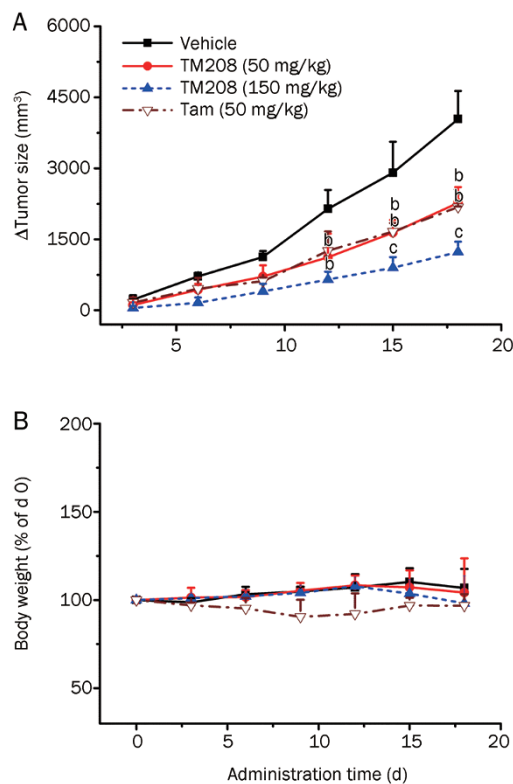 A
ΔTumor size (mm³)
6000
4500
3000
1500
0
Vehicle
TM208 (50 mg/kg)
TM208 (150 mg/kg)
Tam (50 mg/kg)
b
b
b
b
b
b
c
c
5
10
15
20
B
Body weight (% of d 0)
200
150
100
50
0
5
10
15
20
Administration time (d)